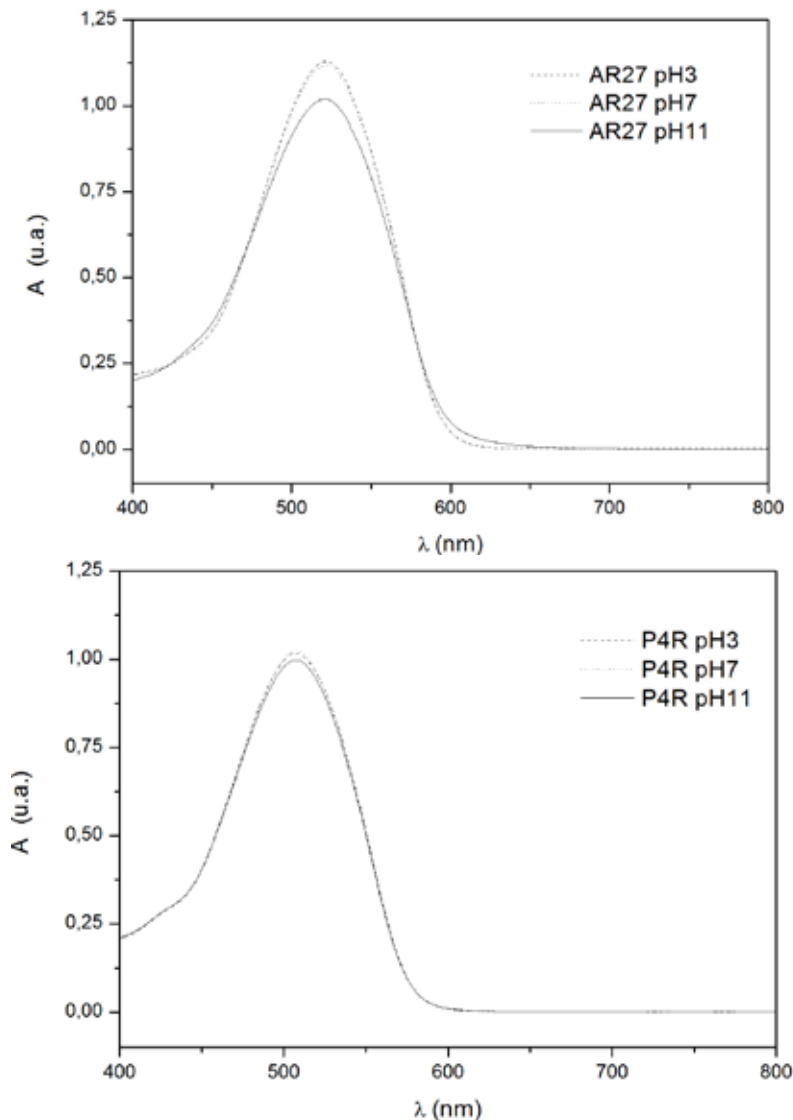 1,25
1,00
0,75
0,50
0,25
0,00
A (u.a.)
AR27 pH3
AR27 pH7
AR27 pH11
400 500 600 700 800
λ (nm)
1,25
1,00
0,75
0,50
0,25
0,00
A (u.a.)
P4R pH3
P4R pH7
P4R pH11
400 500 600 700 800
λ (nm)